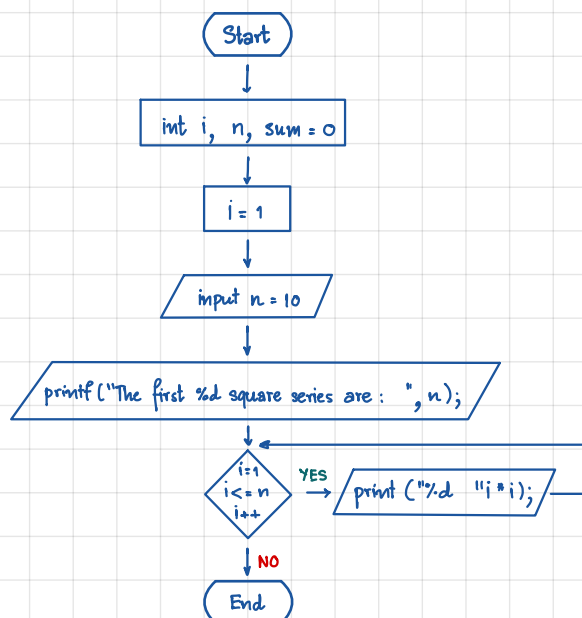 Start
int i, n, sum = 0
i = 1
input n = 10
printf ("The first %d square series are : ", n);
i=1
i <= n
i++
YES
print ("%d "i * i);
NO
End